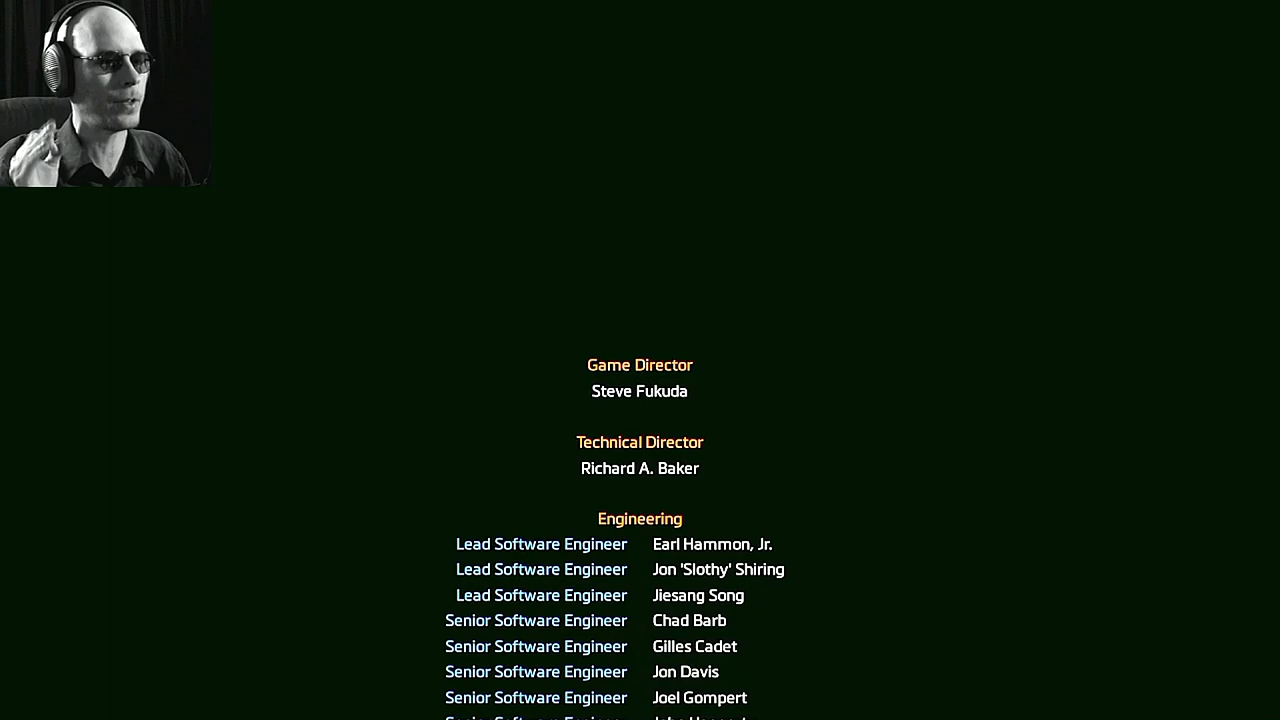 Game Director
Steve Fukuda
Technical Director
Richard A. Baker
Engineering
Lead Software Engineer Earl Hammon, Jr.
Lead Software Engineer Jon 'Slothy' Shiring
Lead Software Engineer Jiesang Song
Senior Software Engineer Chad Barb
Senior Software Engineer Gilles Cadet
Senior Software Engineer Jon Davis
Senior Software Engineer Joel Gompert